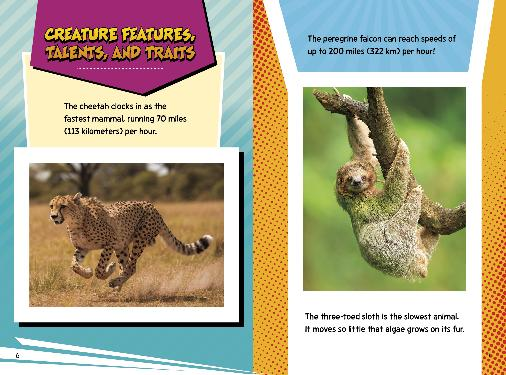 CREATURE FEATURES,
TALENTS, AND TRAITS
The cheetah clocks in as the
fastest mammal, running 70 miles
(113 kilometers) per hour.
6
The peregrine falcon can reach speeds of
up to 200 miles (322 km) per hour!
The three-toed sloth is the slowest animal.
It moves so little that algae grows on its fur.